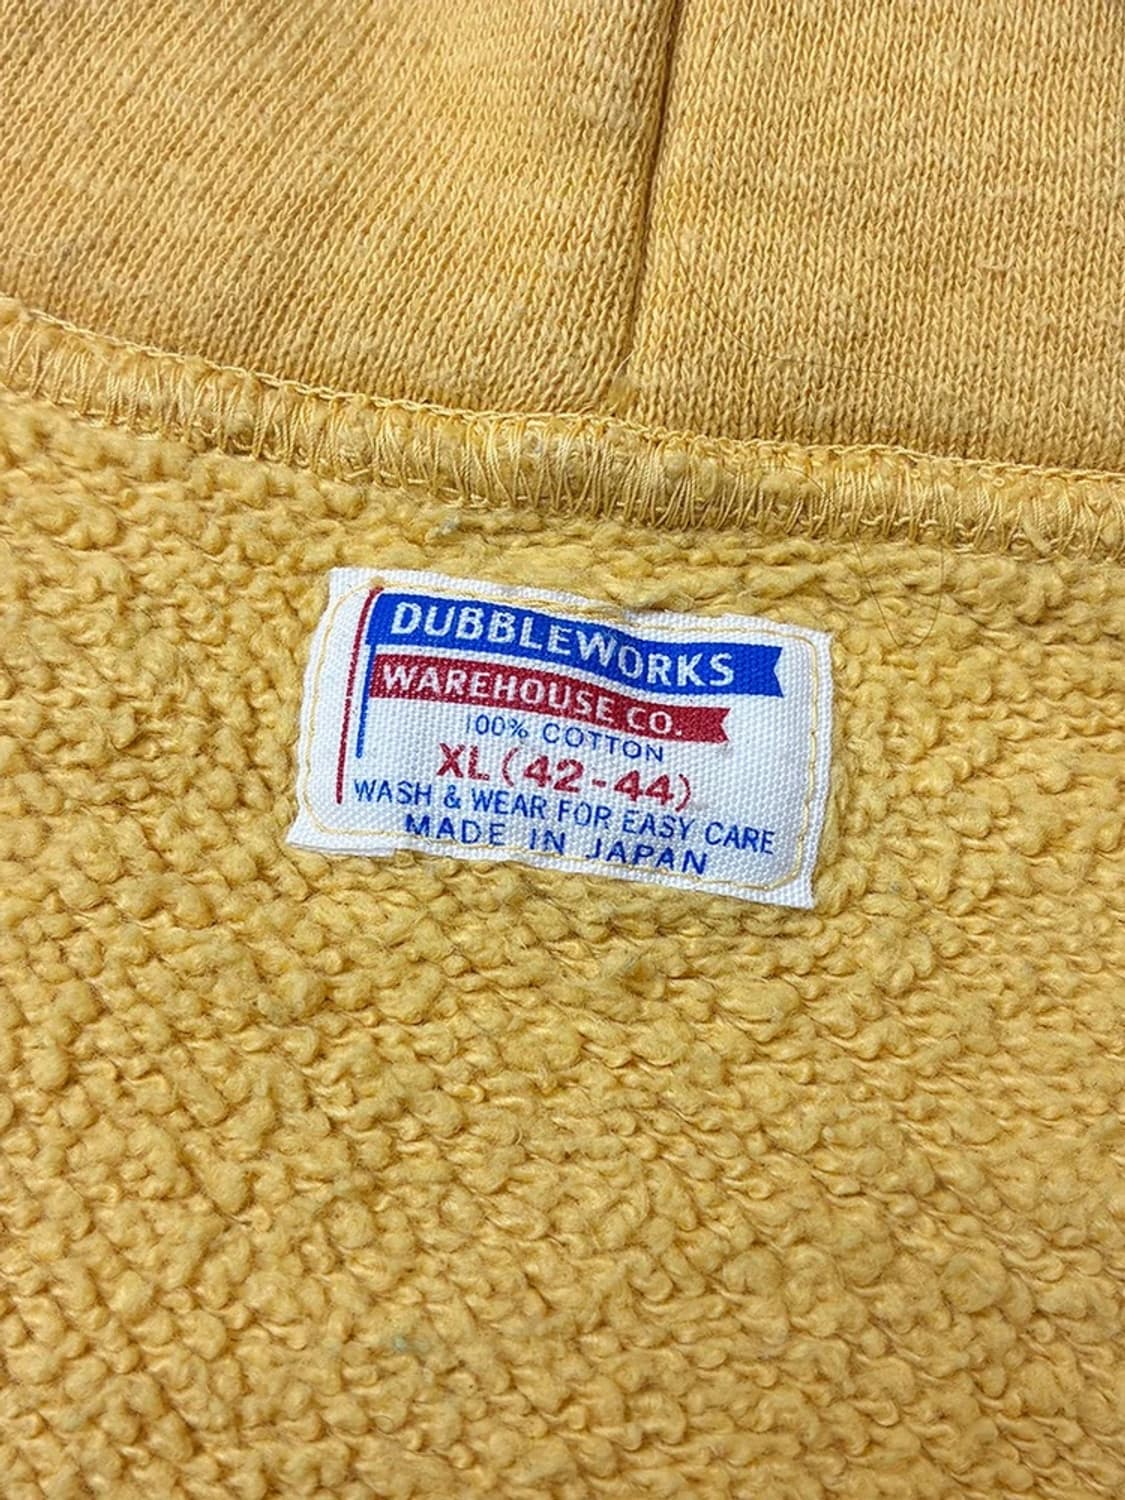 DUBBLEWORKS
WAREHOUSE CO.
100% COTTON
XL (42-44)
WASH & WEAR FOR EASY CARE
MADE IN JAPAN